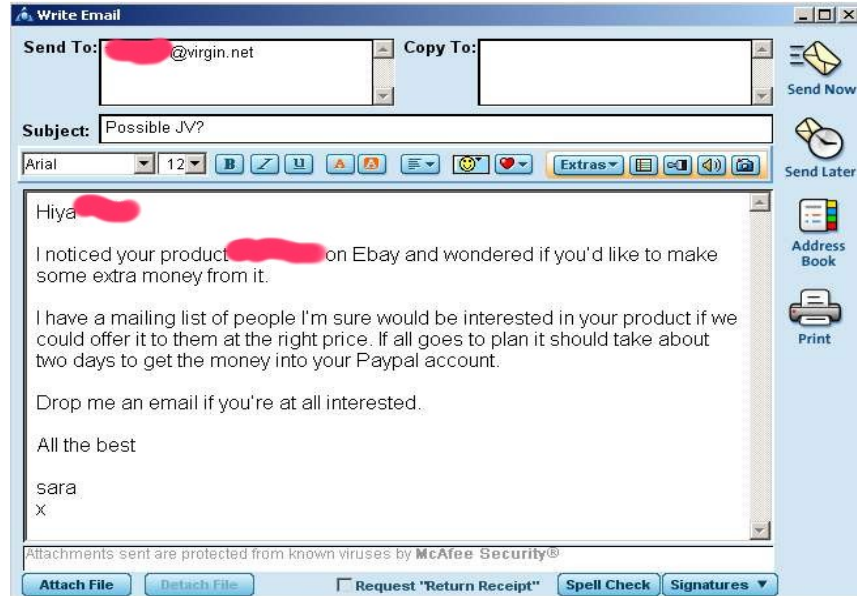 Write Email
Send To:
@virgin.net
Copy To:
Send Now
Subject:
Possible JV?
Arial
12
B
I
U
A
A
Extras
Send Later
Hiya
I noticed your product on Ebay and wondered if you'd like to make
some extra money from it.
I have a mailing list of people I'm sure would be interested in your product if we
could offer it to them at the right price. If all goes to plan it should take about
two days to get the money into your Paypal account.
Drop me an email if you're at all interested.
All the best
sara
x
Address
Book
Print
Attachments sent are protected from known viruses by McAfee Security®
Attach File
Detach File
Request "Return Receipt"
Spell Check
Signatures